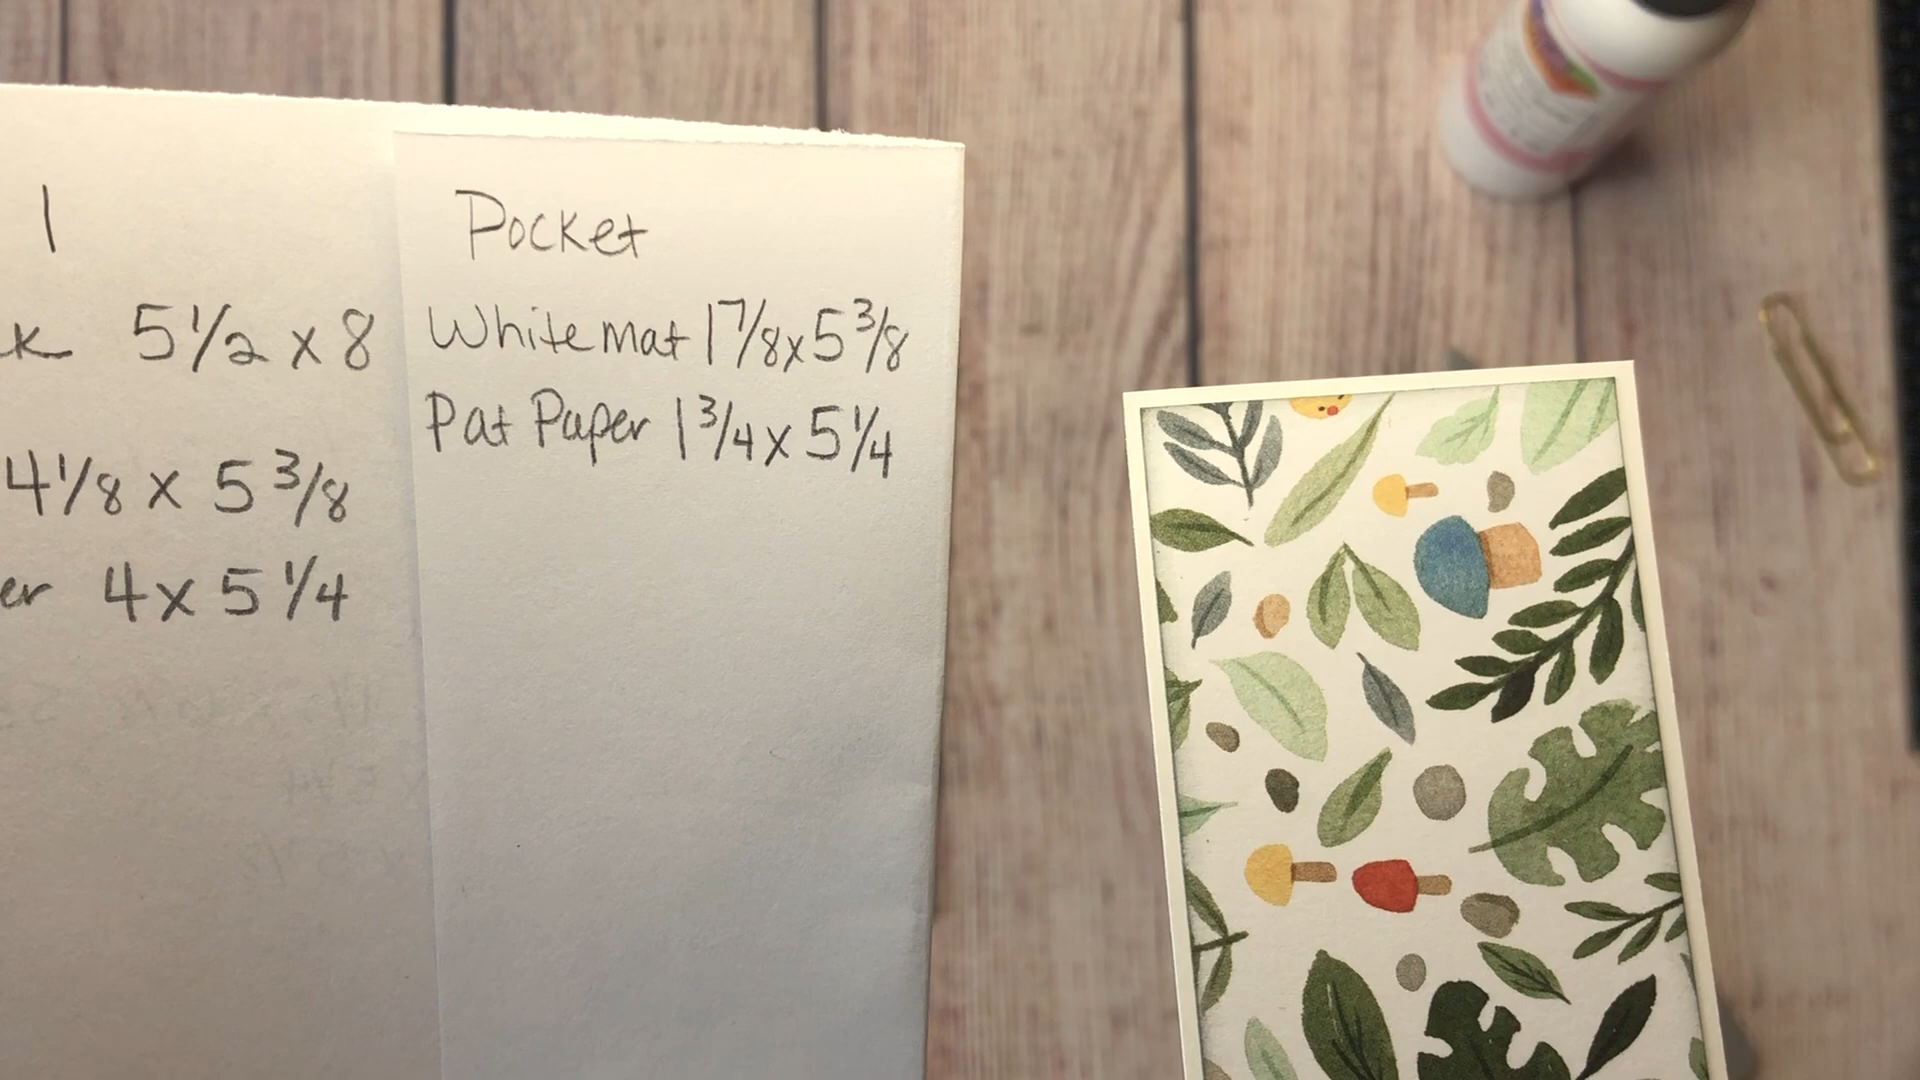 1
k 5 1/2 x 8
4 1/8 x 5 3/8
er 4 x 5 1/4
Pocket
White mat 1 7/8 x 5 3/8
Pat Paper 1 3/4 x 5 1/4